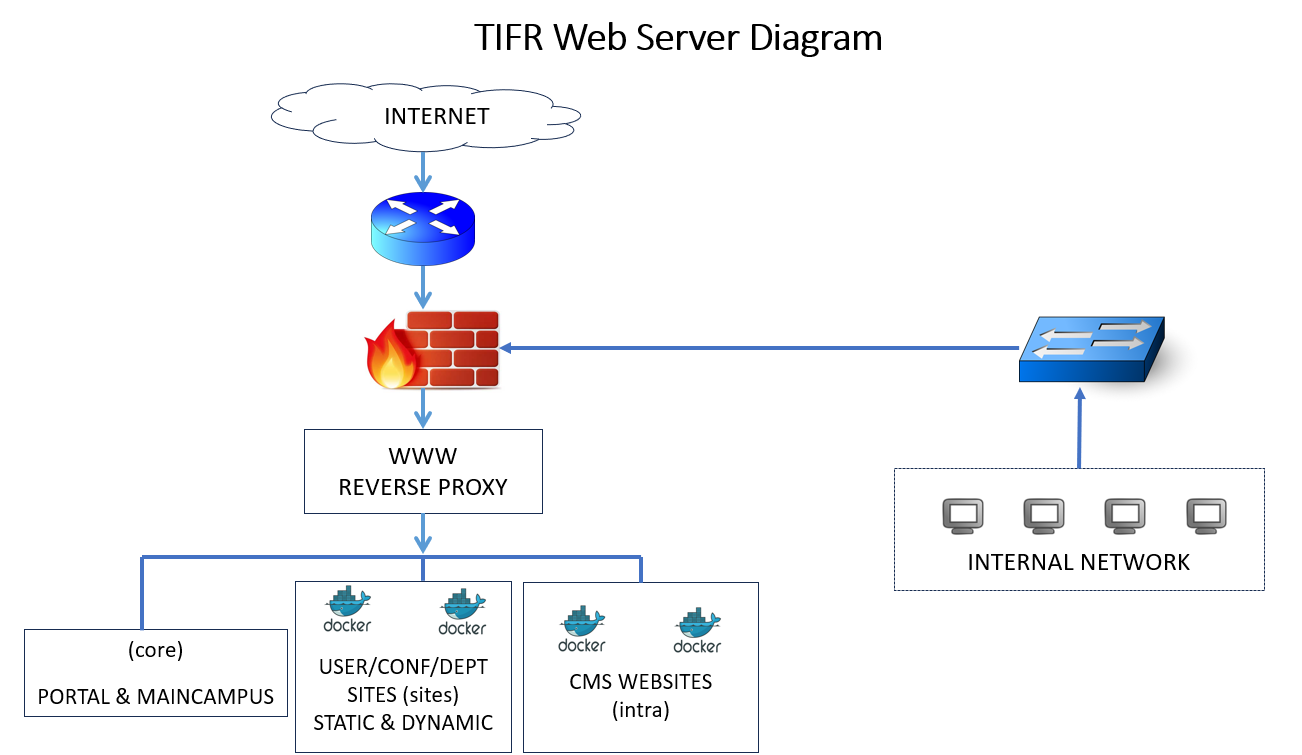 TIFR Web Server Diagram
INTERNET
WWW
REVERSE PROXY
INTERNAL NETWORK
(core)
PORTAL & MAINCAMPUS
docker
docker
USER/CONF/DEPT
SITES (sites)
STATIC & DYNAMIC
docker
docker
CMS WEBSITES
(intra)